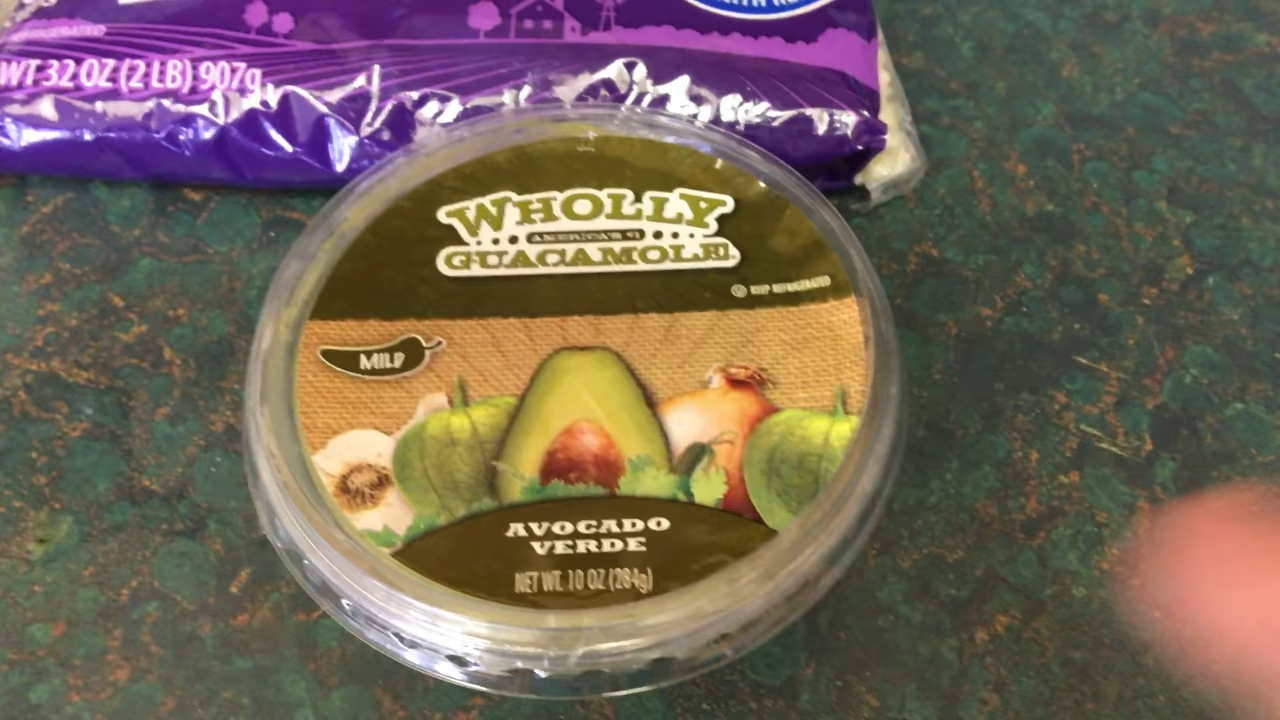 WT 32 OZ (2 LB) 907g
WHOLLY
AMERICA'S #1
GUACAMOLE!
KEEP REFRIGERATED
MILD
AVOCADO
VERDE
NET WT. 10 OZ (284g)